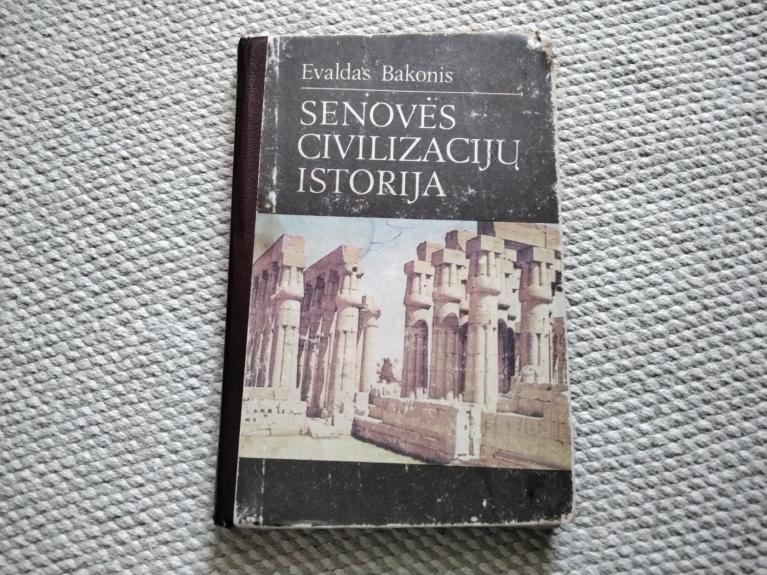 Evaldas Bakonis
SENOVĖS
CIVILIZACIJŲ
ISTORIJA